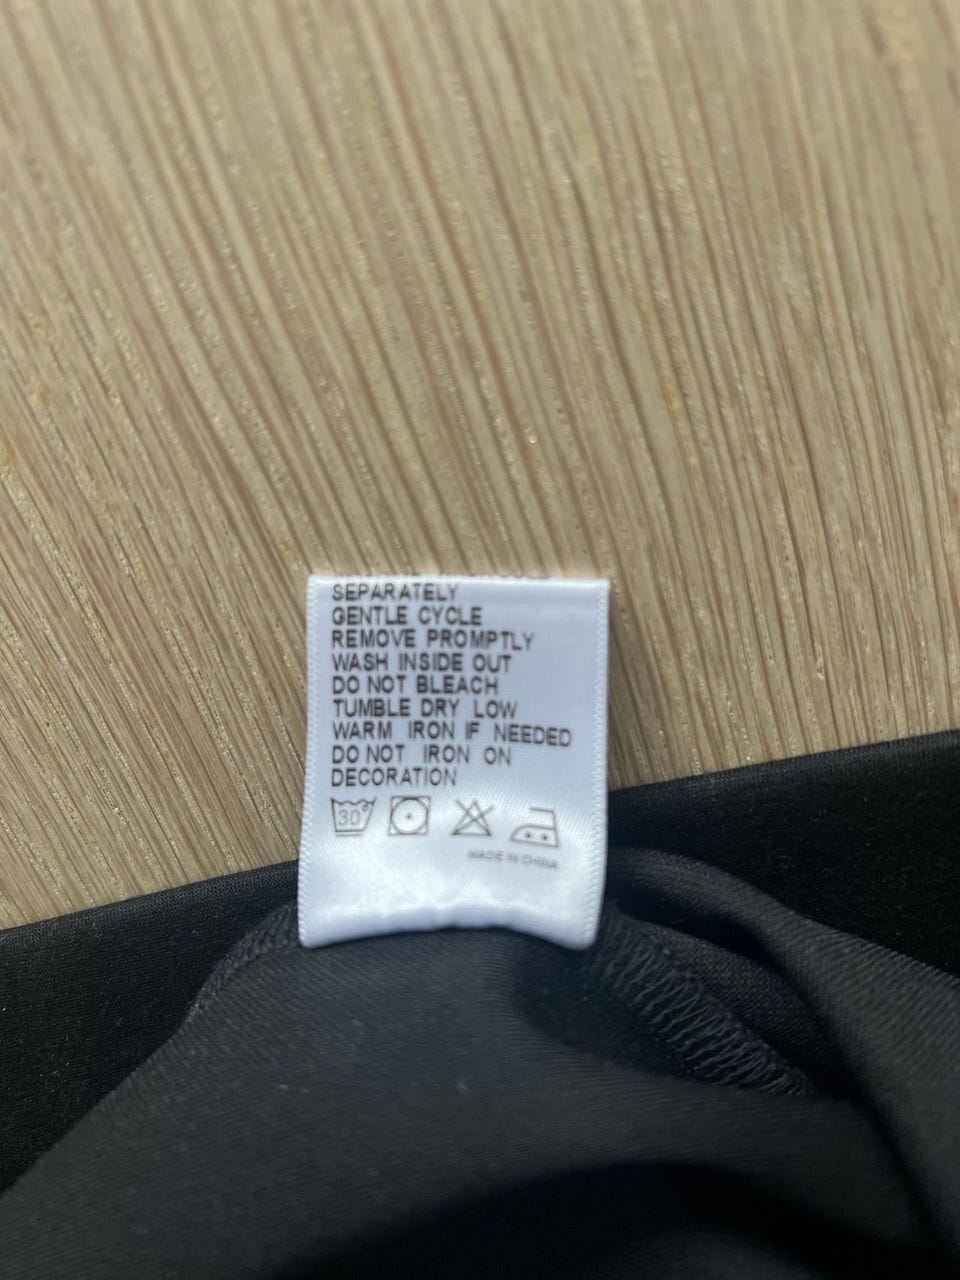 SEPARATELY
GENTLE CYCLE
REMOVE PROMPTLY
WASH INSIDE OUT
DO NOT BLEACH
TUMBLE DRY LOW
WARM IRON IF NEEDED
DO NOT IRON ON
DECORATION
30°
MADE IN CHINA